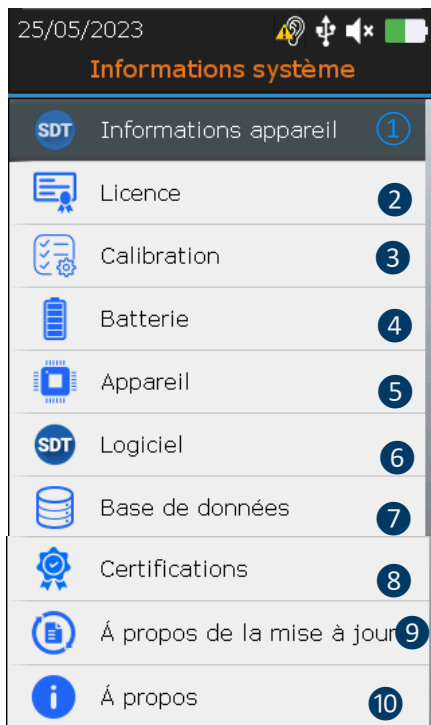 25/05/2023
Informations système
SDT Informations appareil 1
Licence 2
Calibration 3
Batterie 4
Appareil 5
SDT Logiciel 6
Base de données 7
Certifications 8
Á propos de la mise à jour 9
i Á propos 10